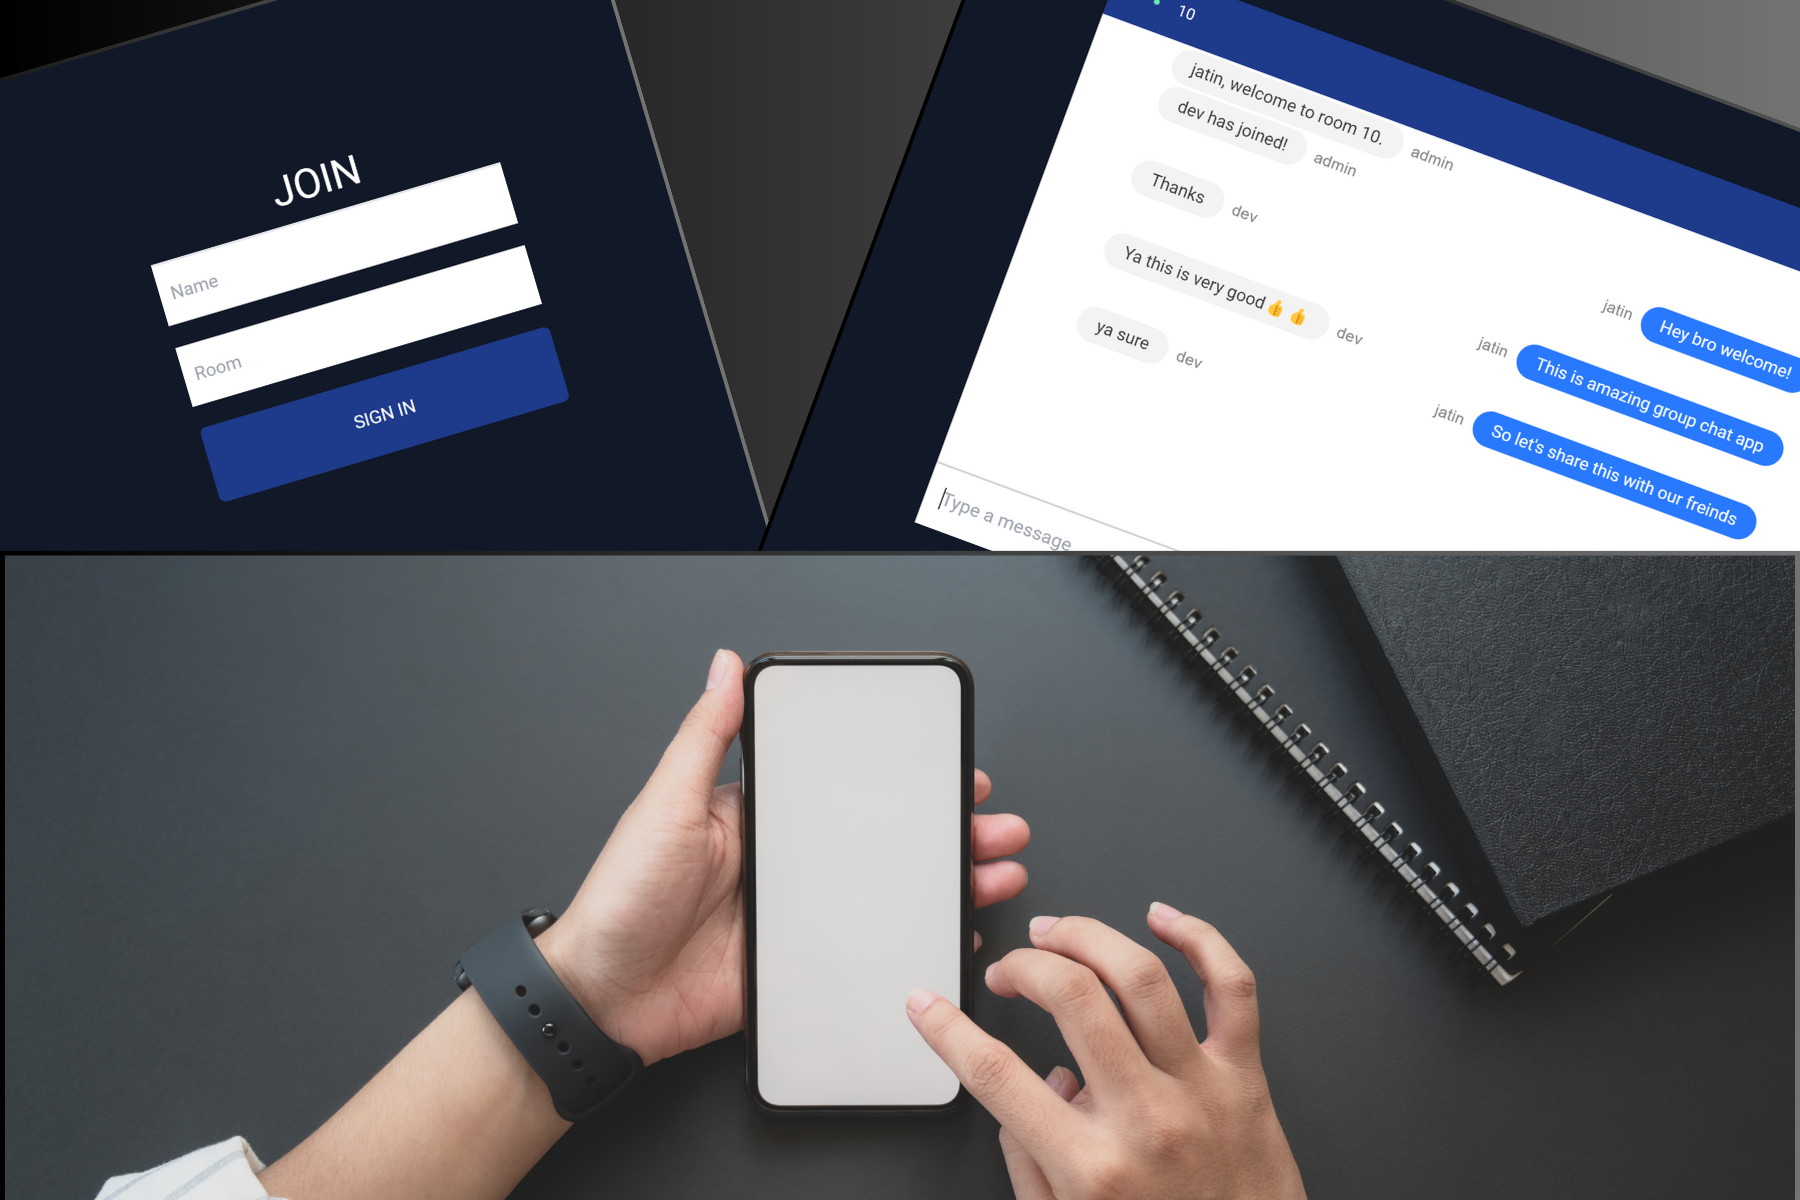 JOIN
Name
Room
SIGN IN
10
jatin, welcome to room 10.
admin
dev has joined!
admin
Thanks
dev
Ya this is very good👍 👍
dev
ya sure
dev
jatin
Hey bro welcome!
jatin
This is amazing group chat app
jatin
So let's share this with our freinds
Type a message